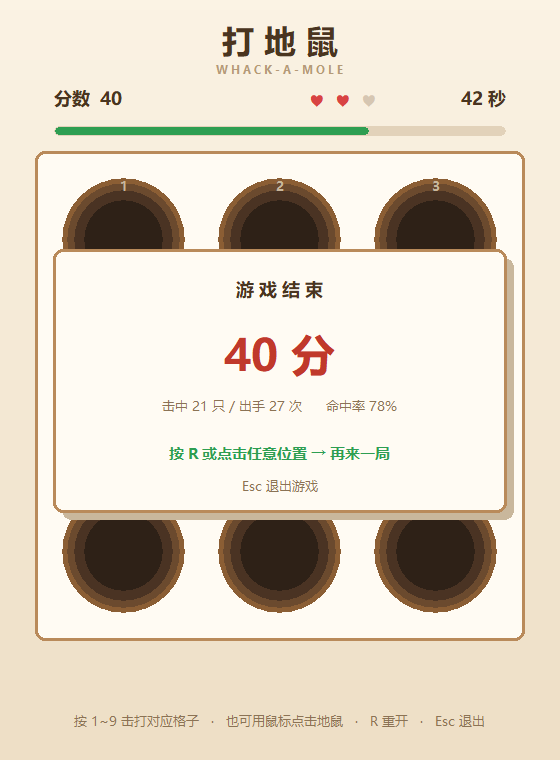 打地鼠
WHACK-A-MOLE
分数 40
42 秒
1 2 3
游戏结束
40 分
击中 21 只 / 出手 27 次 命中率 78%
按 R 或点击任意位置 → 再来一局
Esc 退出游戏
按 1~9 击打对应格子 · 也可用鼠标点击地鼠 · R 重开 · Esc 退出